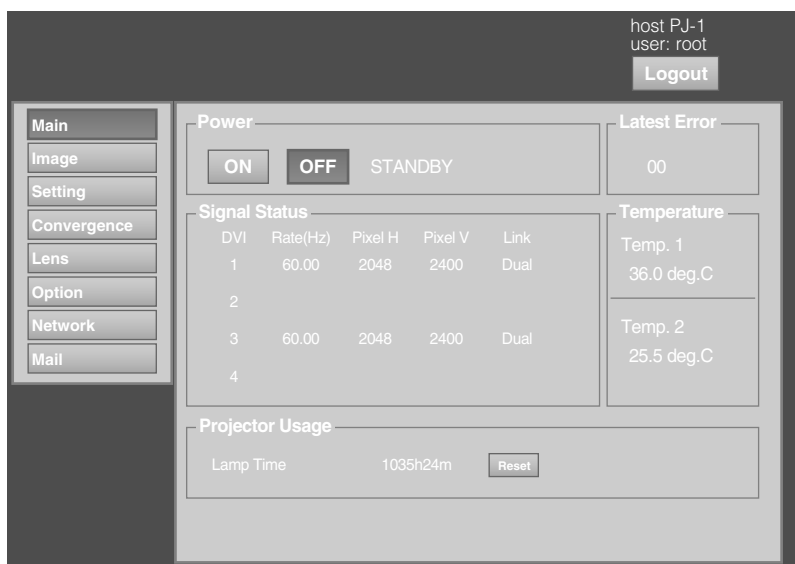 host PJ-1
user: root
Logout
Main
Image
Setting
Convergence
Lens
Option
Network
Mail
Power
ON OFF STANDBY
Latest Error
00
Signal Status
DVI Rate(Hz) Pixel H Pixel V Link
1 60.00 2048 2400 Dual
2
3 60.00 2048 2400 Dual
4
Temperature
Temp. 1
36.0 deg.C
Temp. 2
25.5 deg.C
Projector Usage
Lamp Time 1035h24m Reset